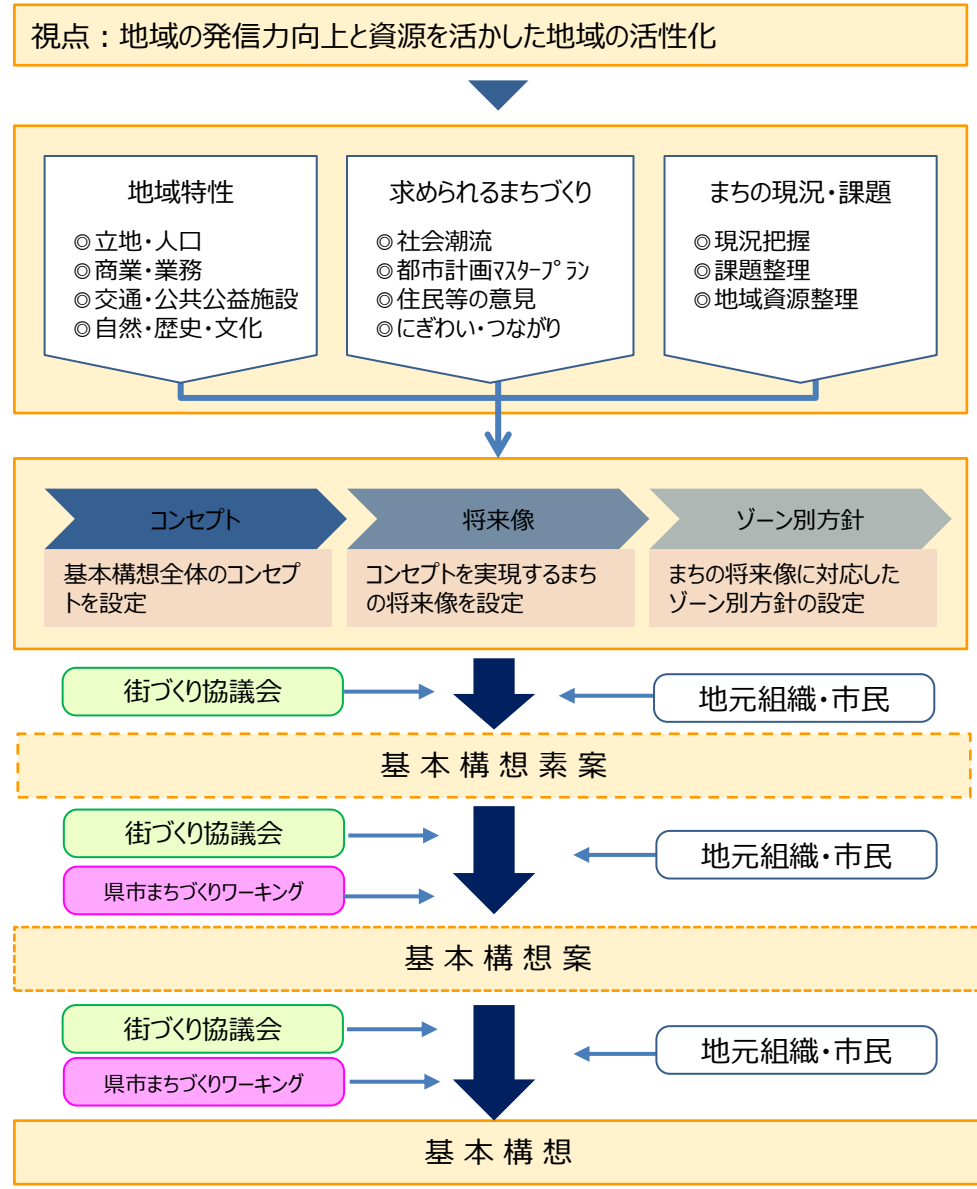 視点：地域の発信力向上と資源を活かした地域の活性化
地域特性
◎立地・人口
◎商業・業務
◎交通・公共公益施設
◎自然・歴史・文化
求められるまちづくり
◎社会潮流
◎都市計画ﾏｽﾀｰﾌﾟﾗﾝ
◎住民等の意見
◎にぎわい・つながり
まちの現況・課題
◎現況把握
◎課題整理
◎地域資源整理
コンセプト
基本構想全体のコンセプ
トを設定
将来像
コンセプトを実現するまち
の将来像を設定
ゾーン別方針
まちの将来像に対応した
ゾーン別方針の設定
街づくり協議会
地元組織・市民
基本構想素案
街づくり協議会
県市まちづくりワーキング
地元組織・市民
基本構想案
街づくり協議会
県市まちづくりワーキング
地元組織・市民
基本構想